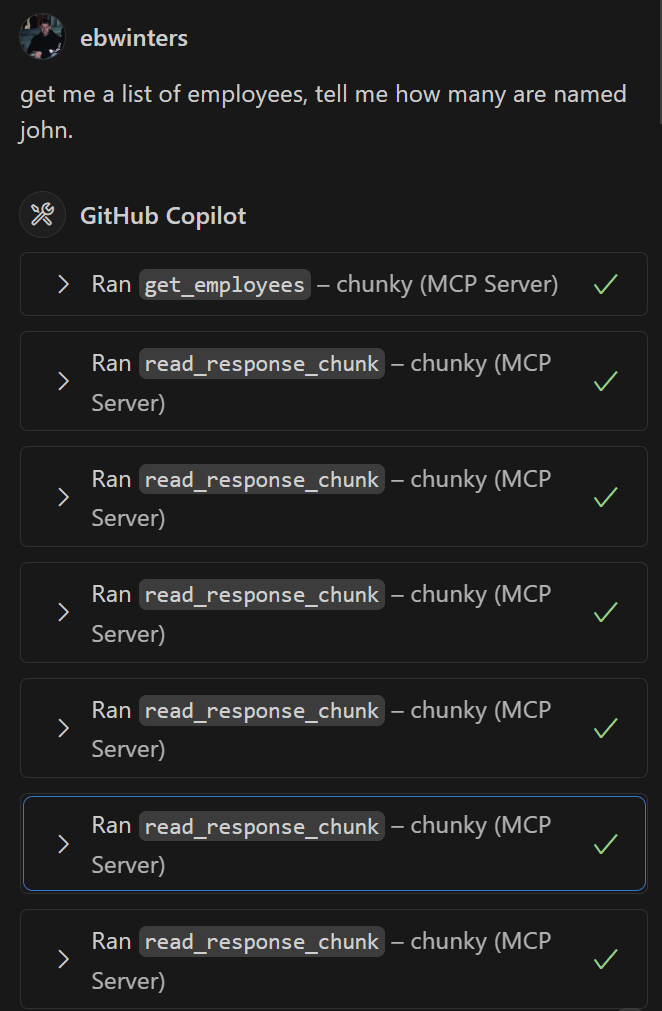 ebwinters
get me a list of employees, tell me how many are named
john.
GitHub Copilot
Ran get_employees – chunky (MCP Server)
Ran read_response_chunk – chunky (MCP
Server)
Ran read_response_chunk – chunky (MCP
Server)
Ran read_response_chunk – chunky (MCP
Server)
Ran read_response_chunk – chunky (MCP
Server)
Ran read_response_chunk – chunky (MCP
Server)
Ran read_response_chunk – chunky (MCP
Server)